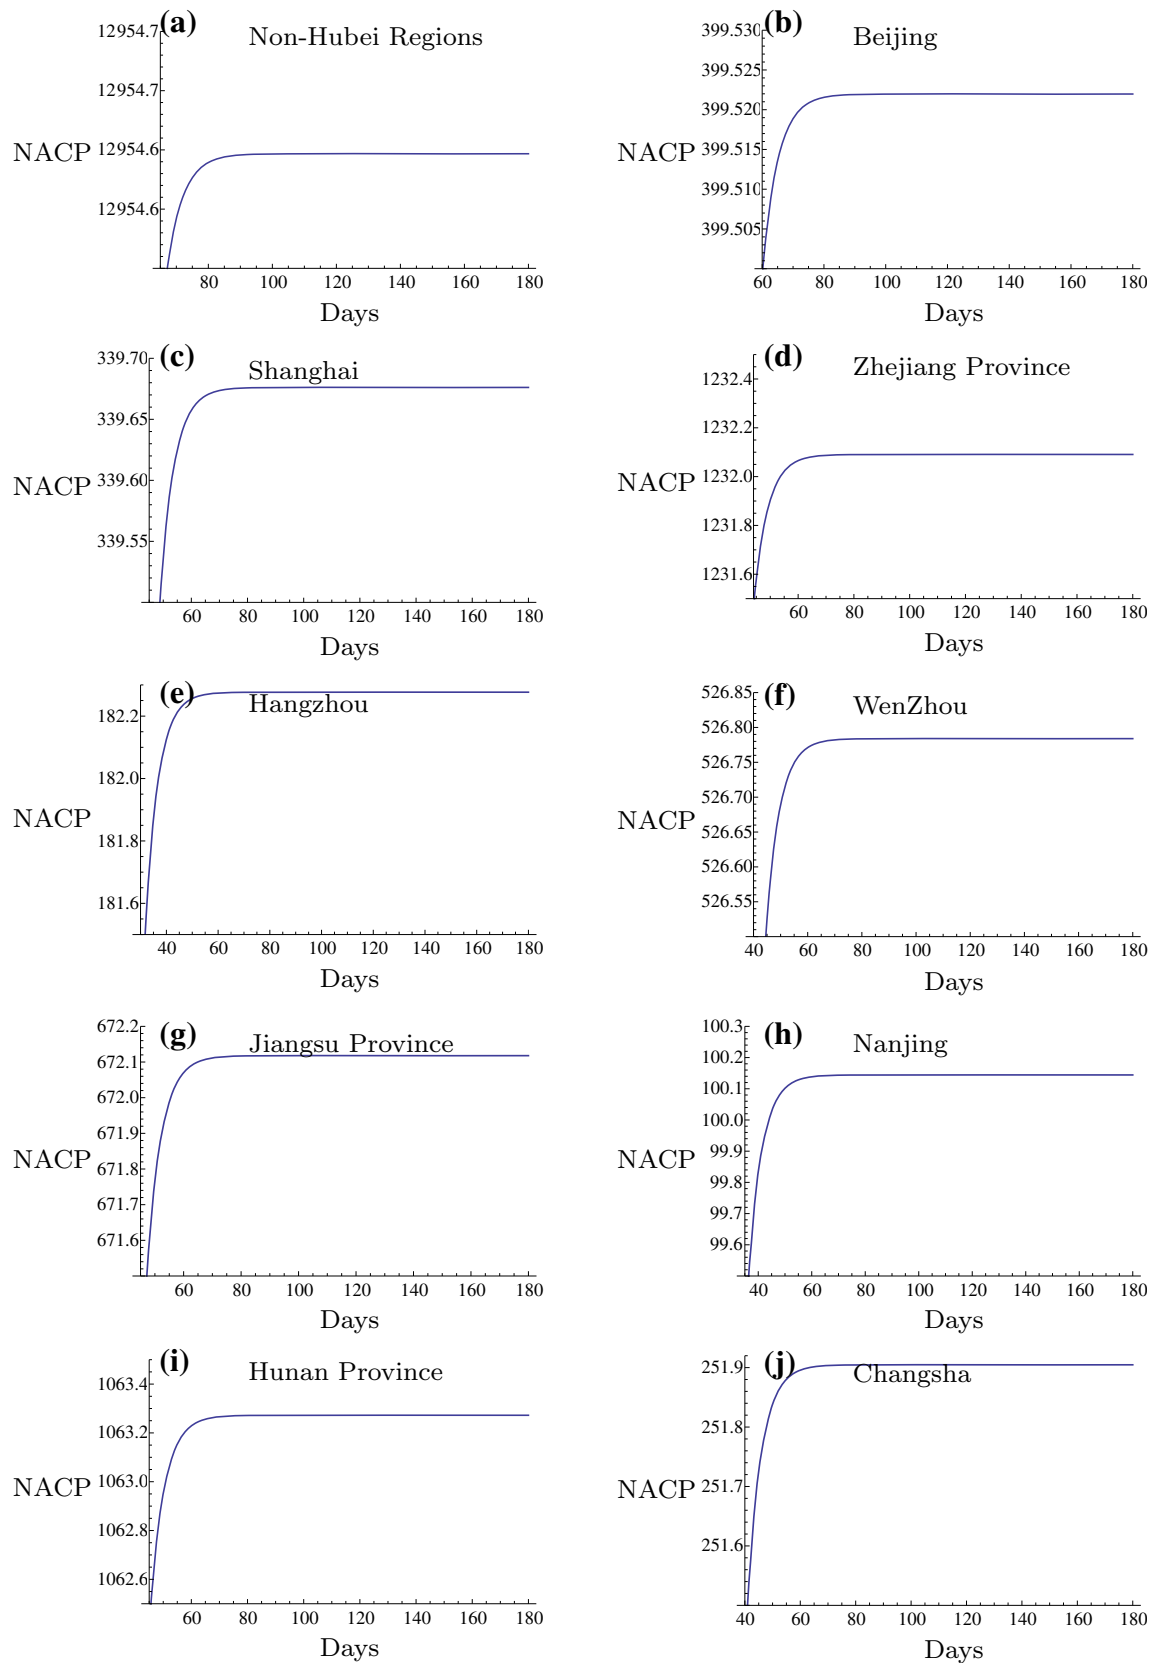 (a) Non-Hubei Regions
12954.7
12954.7
NACP 12954.6
12954.6
80 100 120 140 160 180
Days
(b) Beijing
399.530
399.525
399.520
NACP 399.515
399.510
399.505
60 80 100 120 140 160 180
Days
(c) Shanghai
339.70
339.65
339.60
NACP
339.55
60 80 100 120 140 160 180
Days
(d) Zhejiang Province
1232.4
1232.2
NACP 1232.0
1231.8
1231.6
60 80 100 120 140 160 180
Days
(e) Hangzhou
182.2
182.0
NACP
181.8
181.6
40 60 80 100 120 140 160 180
Days
(f) WenZhou
526.85
526.80
526.75
526.70
NACP
526.65
526.60
526.55
40 60 80 100 120 140 160 180
Days
(g) Jiangsu Province
672.2
672.1
672.0
671.9
NACP
671.8
671.7
671.6
60 80 100 120 140 160 180
Days
(h) Nanjing
100.3
100.2
100.1
100.0
NACP 99.9
99.8
99.7
99.6
40 60 80 100 120 140 160 180
Days
(i) Hunan Province
1063.4
1063.2
NACP 1063.0
1062.8
1062.6
60 80 100 120 140 160 180
Days
(j) Changsha
251.9
251.8
NACP 251.7
251.6
40 60 80 100 120 140 160 180
Days